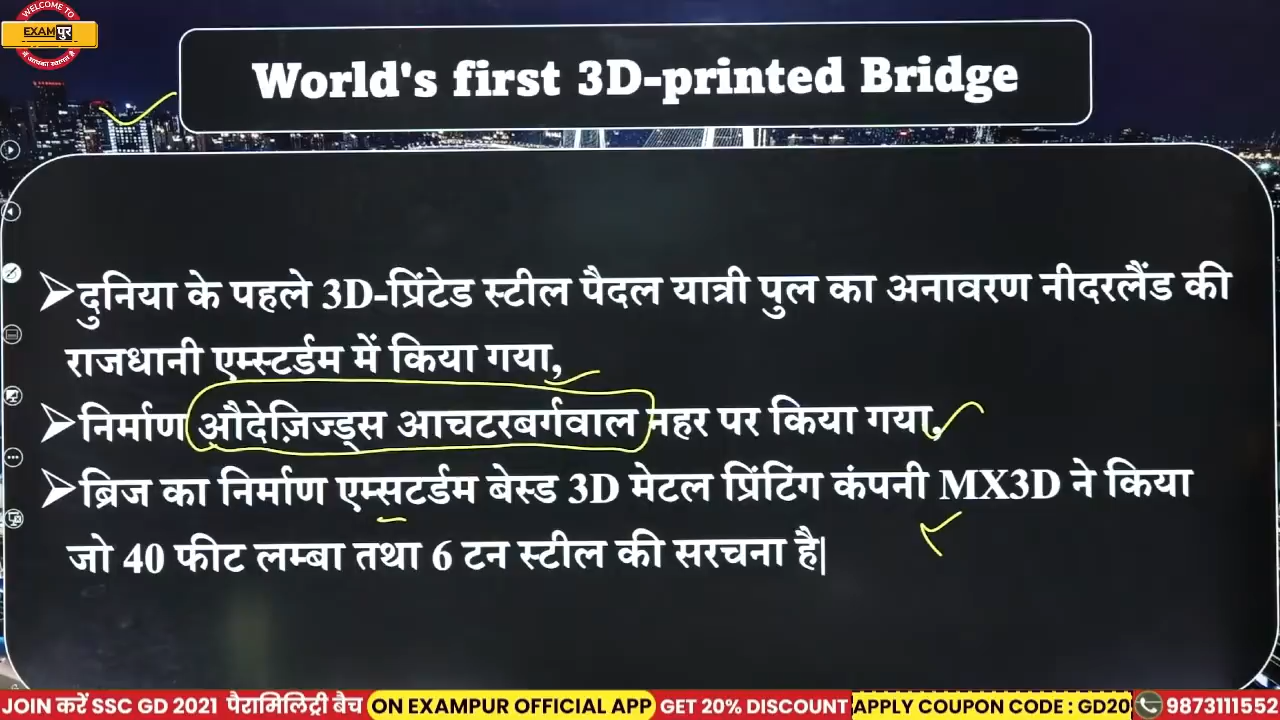 WELCOME TO
EXAMपुर
World's first 3D-printed Bridge
➤दुनिया के पहले 3D-प्रिंटेड स्टील पैदल यात्री पुल का अनावरण नीदरलैंड की
राजधानी एम्स्टर्डम में किया गया,
➤निर्माण औदेज़िज्ड्स आचटरबर्गवाल नहर पर किया गया,
➤ब्रिज का निर्माण एम्सटर्डम बेस्ड 3D मेटल प्रिंटिंग कंपनी MX3D ने किया
जो 40 फीट लम्बा तथा 6 टन स्टील की सरचना है|
JOIN करें SSC GD 2021 पैरामिलिट्री बैच ON EXAMPUR OFFICIAL APP GET 20% DISCOUNT APPLY COUPON CODE : GD20 9873111552